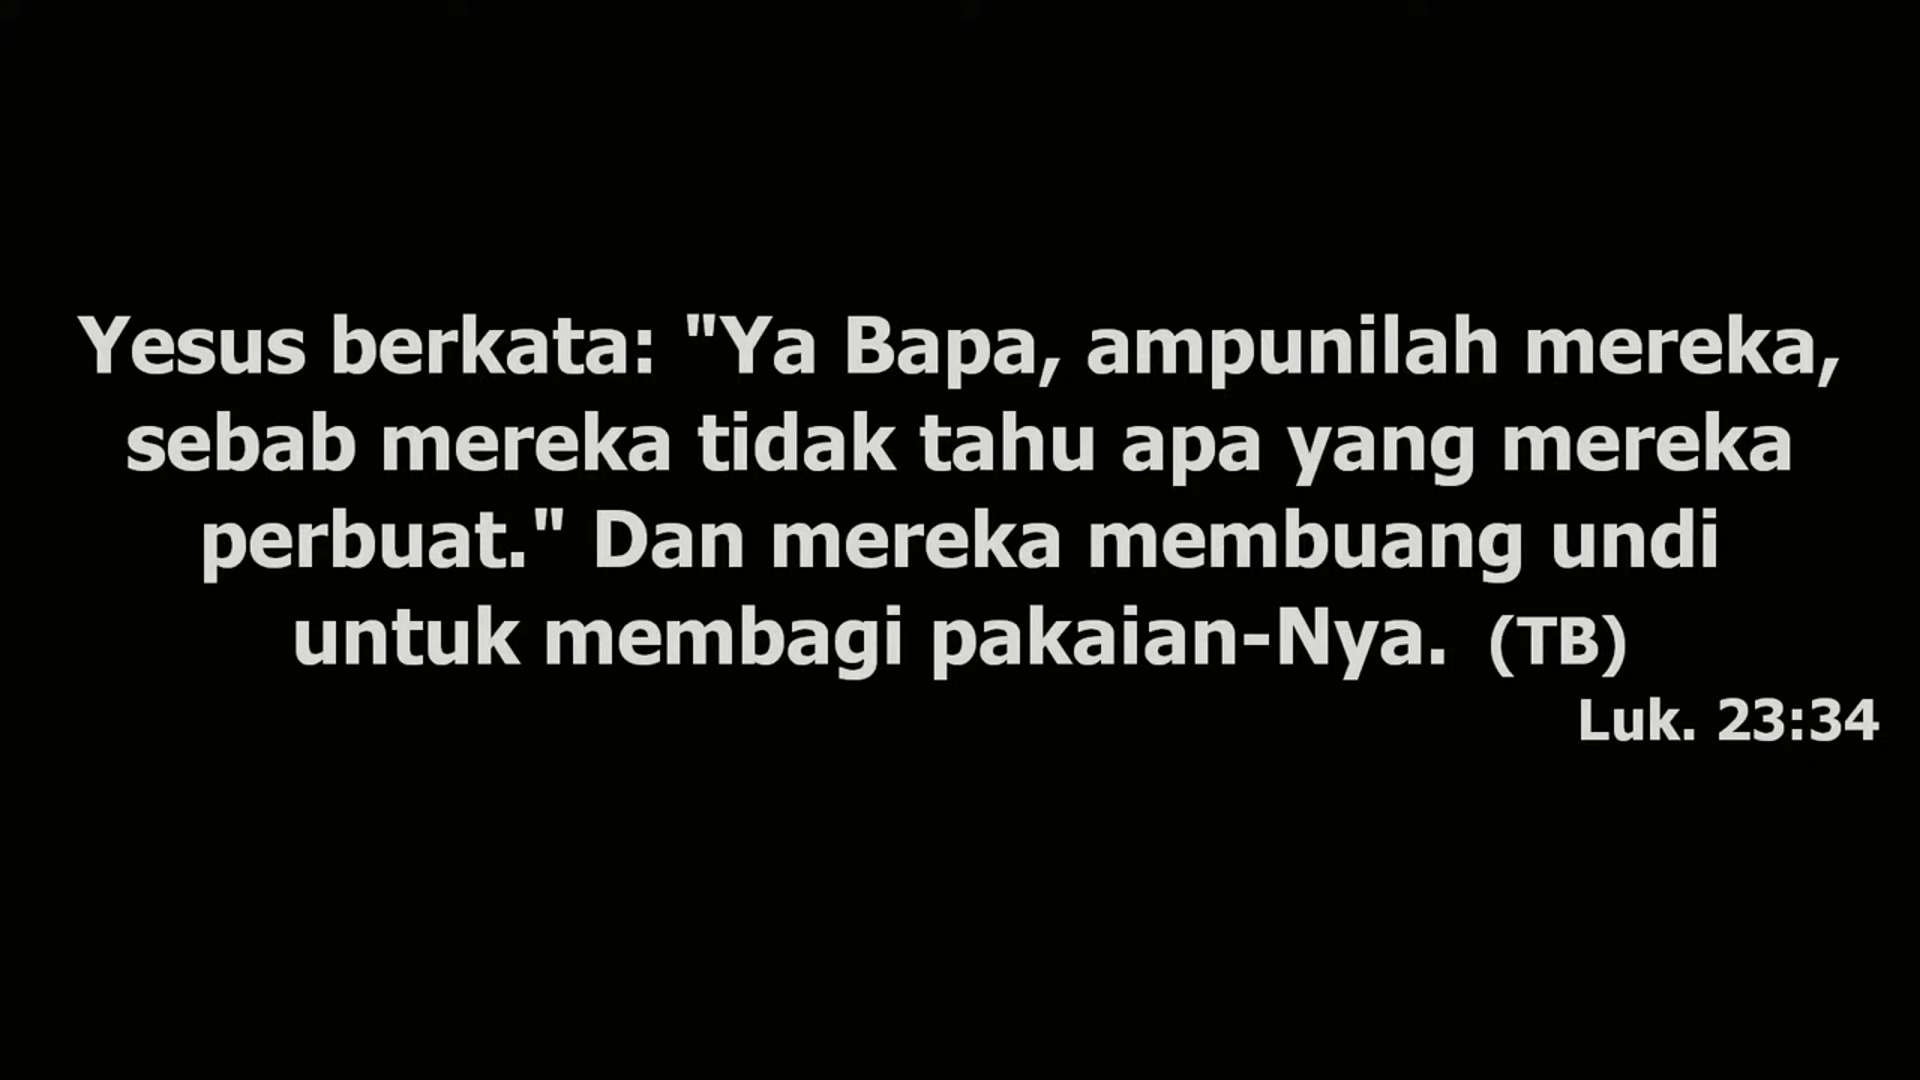 Yesus berkata: "Ya Bapa, ampunilah mereka,
sebab mereka tidak tahu apa yang mereka
perbuat." Dan mereka membuang undi
untuk membagi pakaian-Nya. (TB)
Luk. 23:34